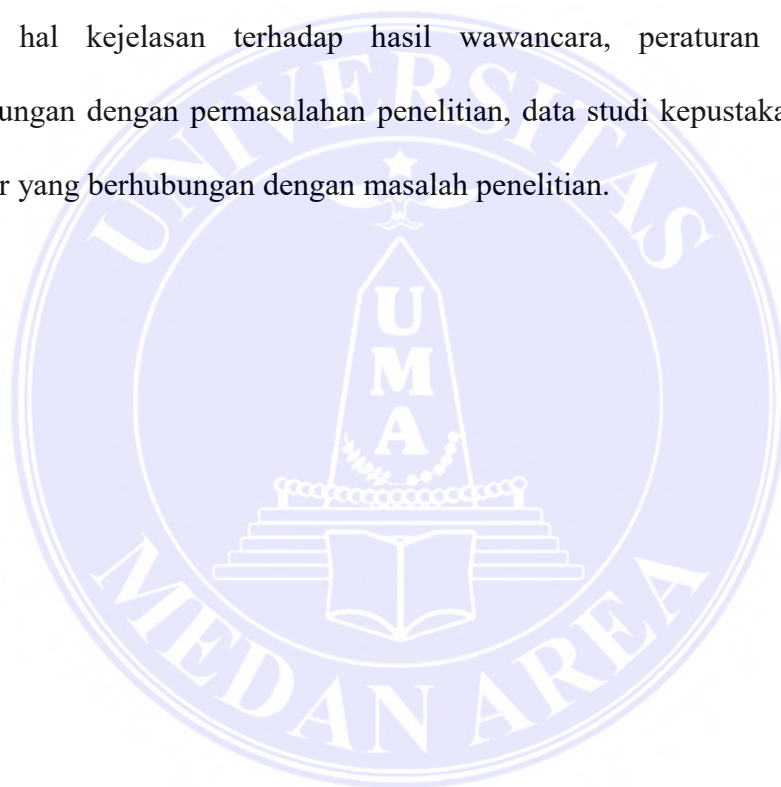 hal kejelasan terhadap hasil wawancara, peraturan
ungan dengan permasalahan penelitian, data studi kepustaka
r yang berhubungan dengan masalah penelitian.
UNIVERSITAS
UMA
MEDAN AREA